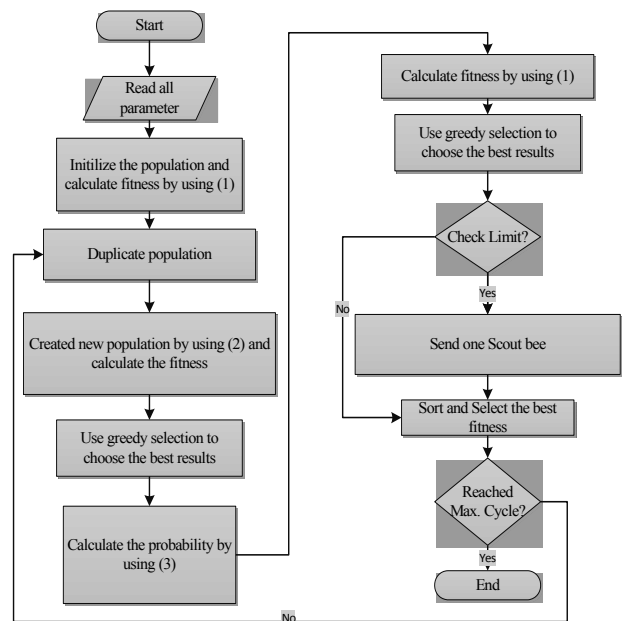 Start
Read all
parameter
Initilize the population and
calculate fitness by using (1)
Duplicate population
Created new population by using (2) and
calculate the fitness
Use greedy selection to
choose the best results
Calculate the probability by
using (3)
Calculate fitness by using (1)
Use greedy selection to
choose the best results
Check Limit?
No
Yes
Send one Scout bee
Sort and Select the best
fitness
Reached
Max. Cycle?
Yes
End
No